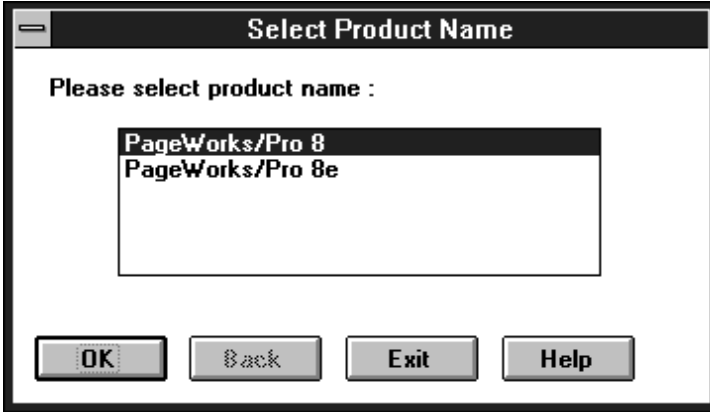 Select Product Name
Please select product name :
PageWorks/Pro 8
PageWorks/Pro 8e
OK Back Exit Help